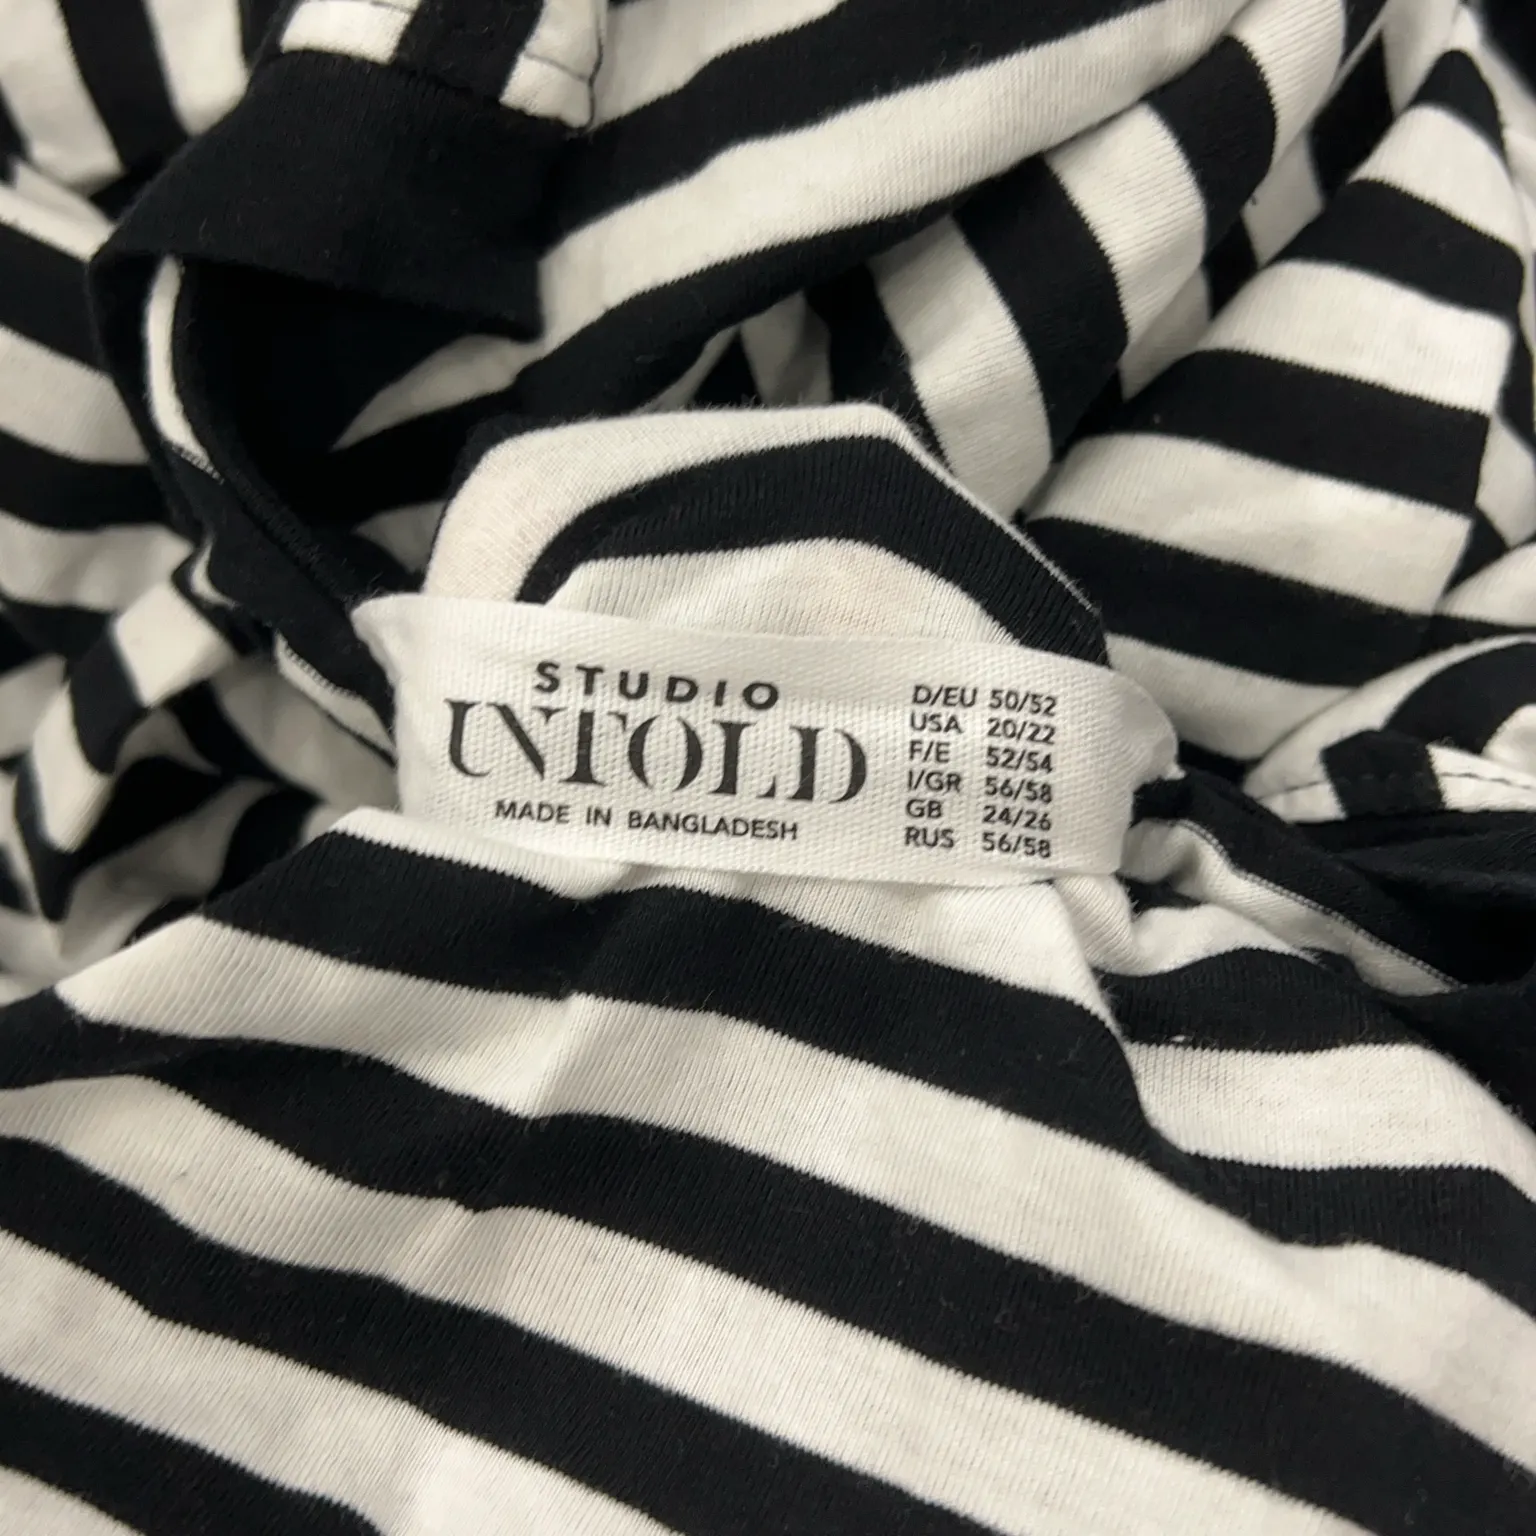 STUDIO
UNTOLD
MADE IN BANGLADESH
D/EU 50/52
USA 20/22
F/E 52/54
I/GR 56/58
GB 24/26
RUS 56/58